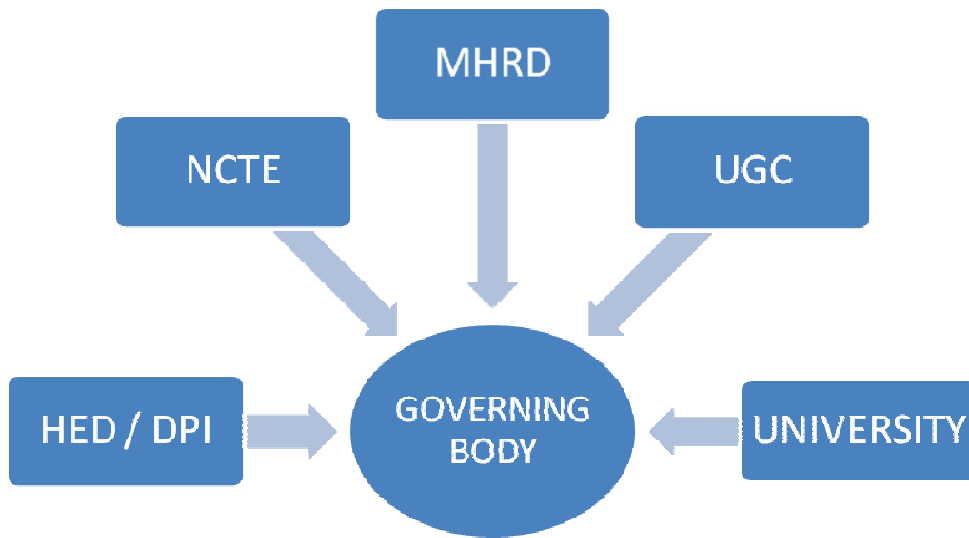 MHRD
NCTE
UGC
HED / DPI
GOVERNING
BODY
UNIVERSITY